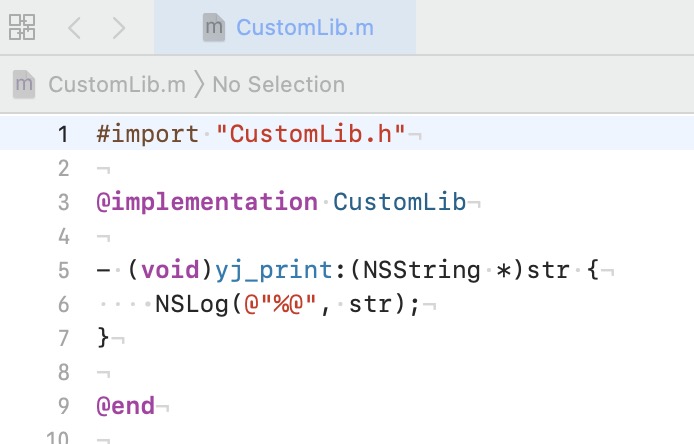 m CustomLib.m
m CustomLib.m 〉 No Selection
1 #import "CustomLib.h"
2
3 @implementation CustomLib
4
5 - (void)yj_print:(NSString *)str {
6     NSLog(@"%@", str);
7 }
8
9 @end
10